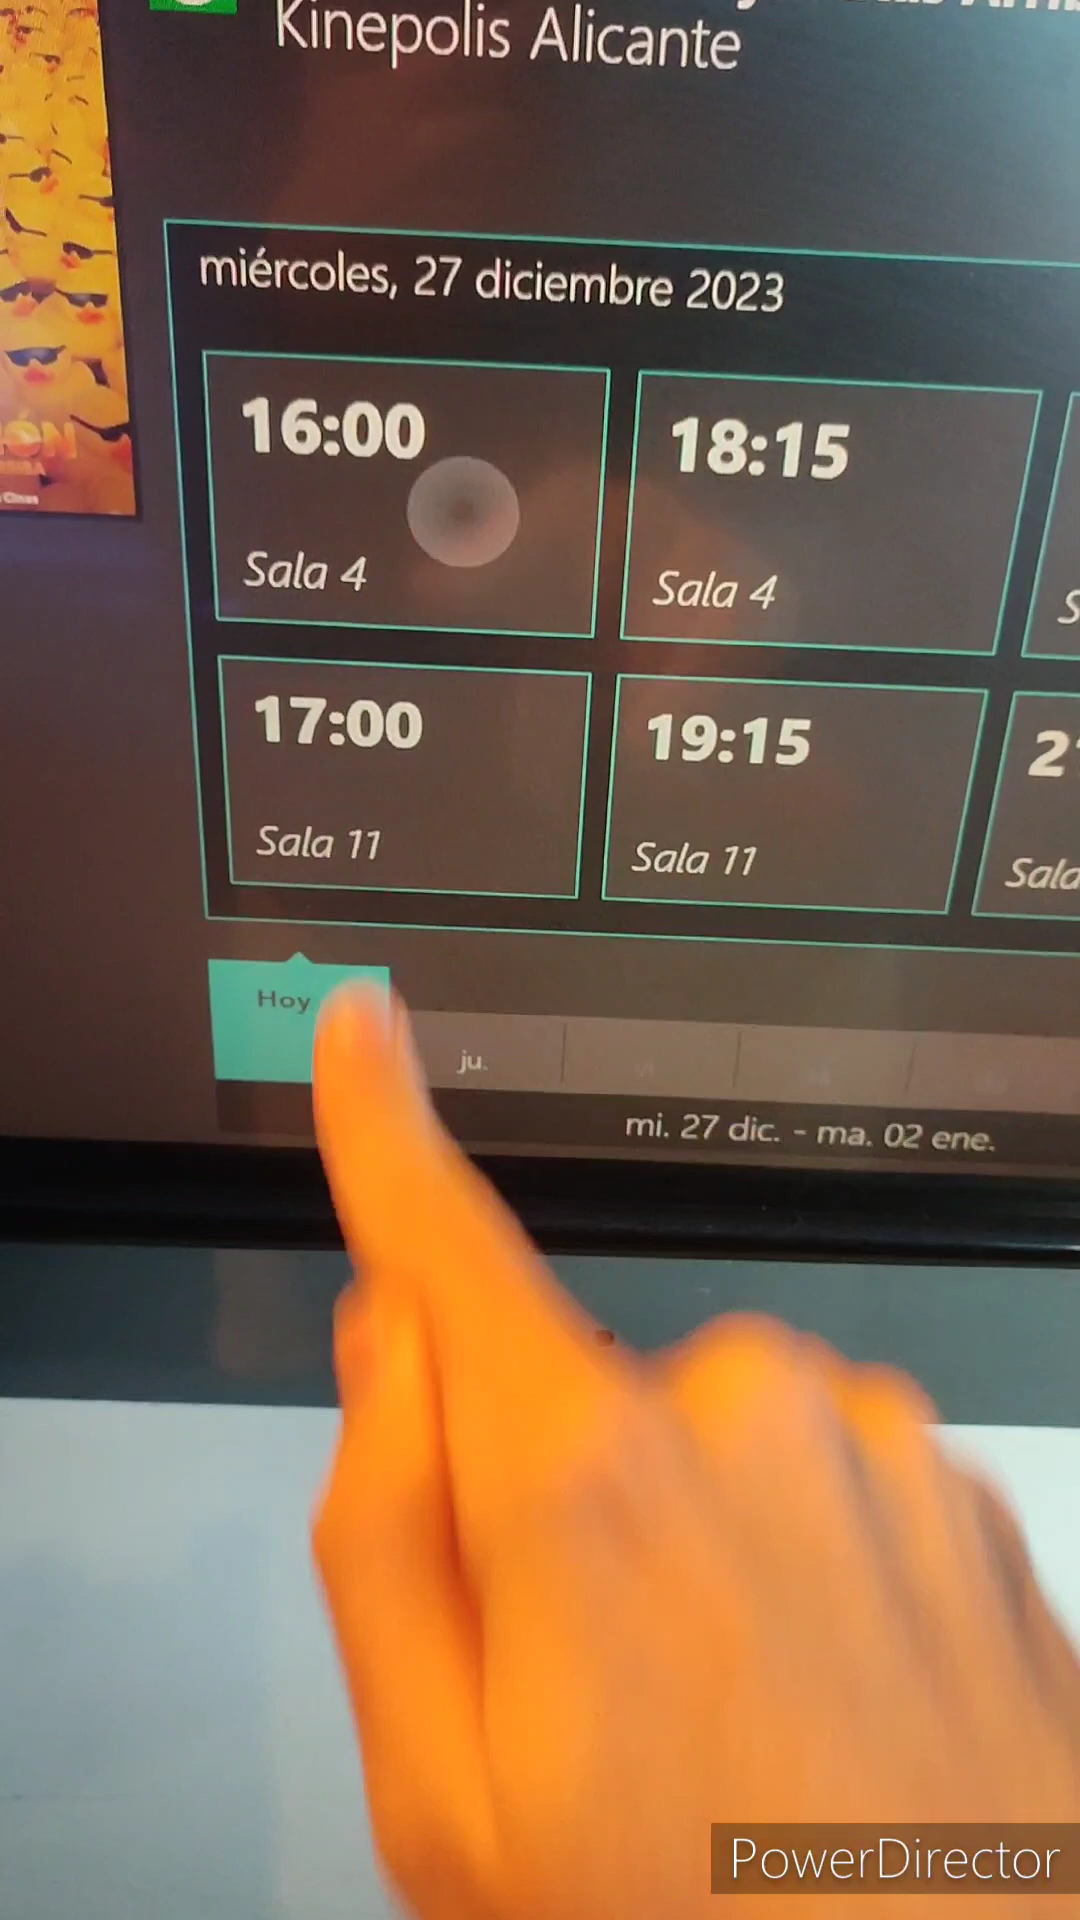 Kinepolis Alicante
miércoles, 27 diciembre 2023
16:00
Sala 4
18:15
Sala 4
17:00
Sala 11
19:15
Sala 11
Sala
Hoy
ju.
mi. 27 dic. - ma. 02 ene.
PowerDirector